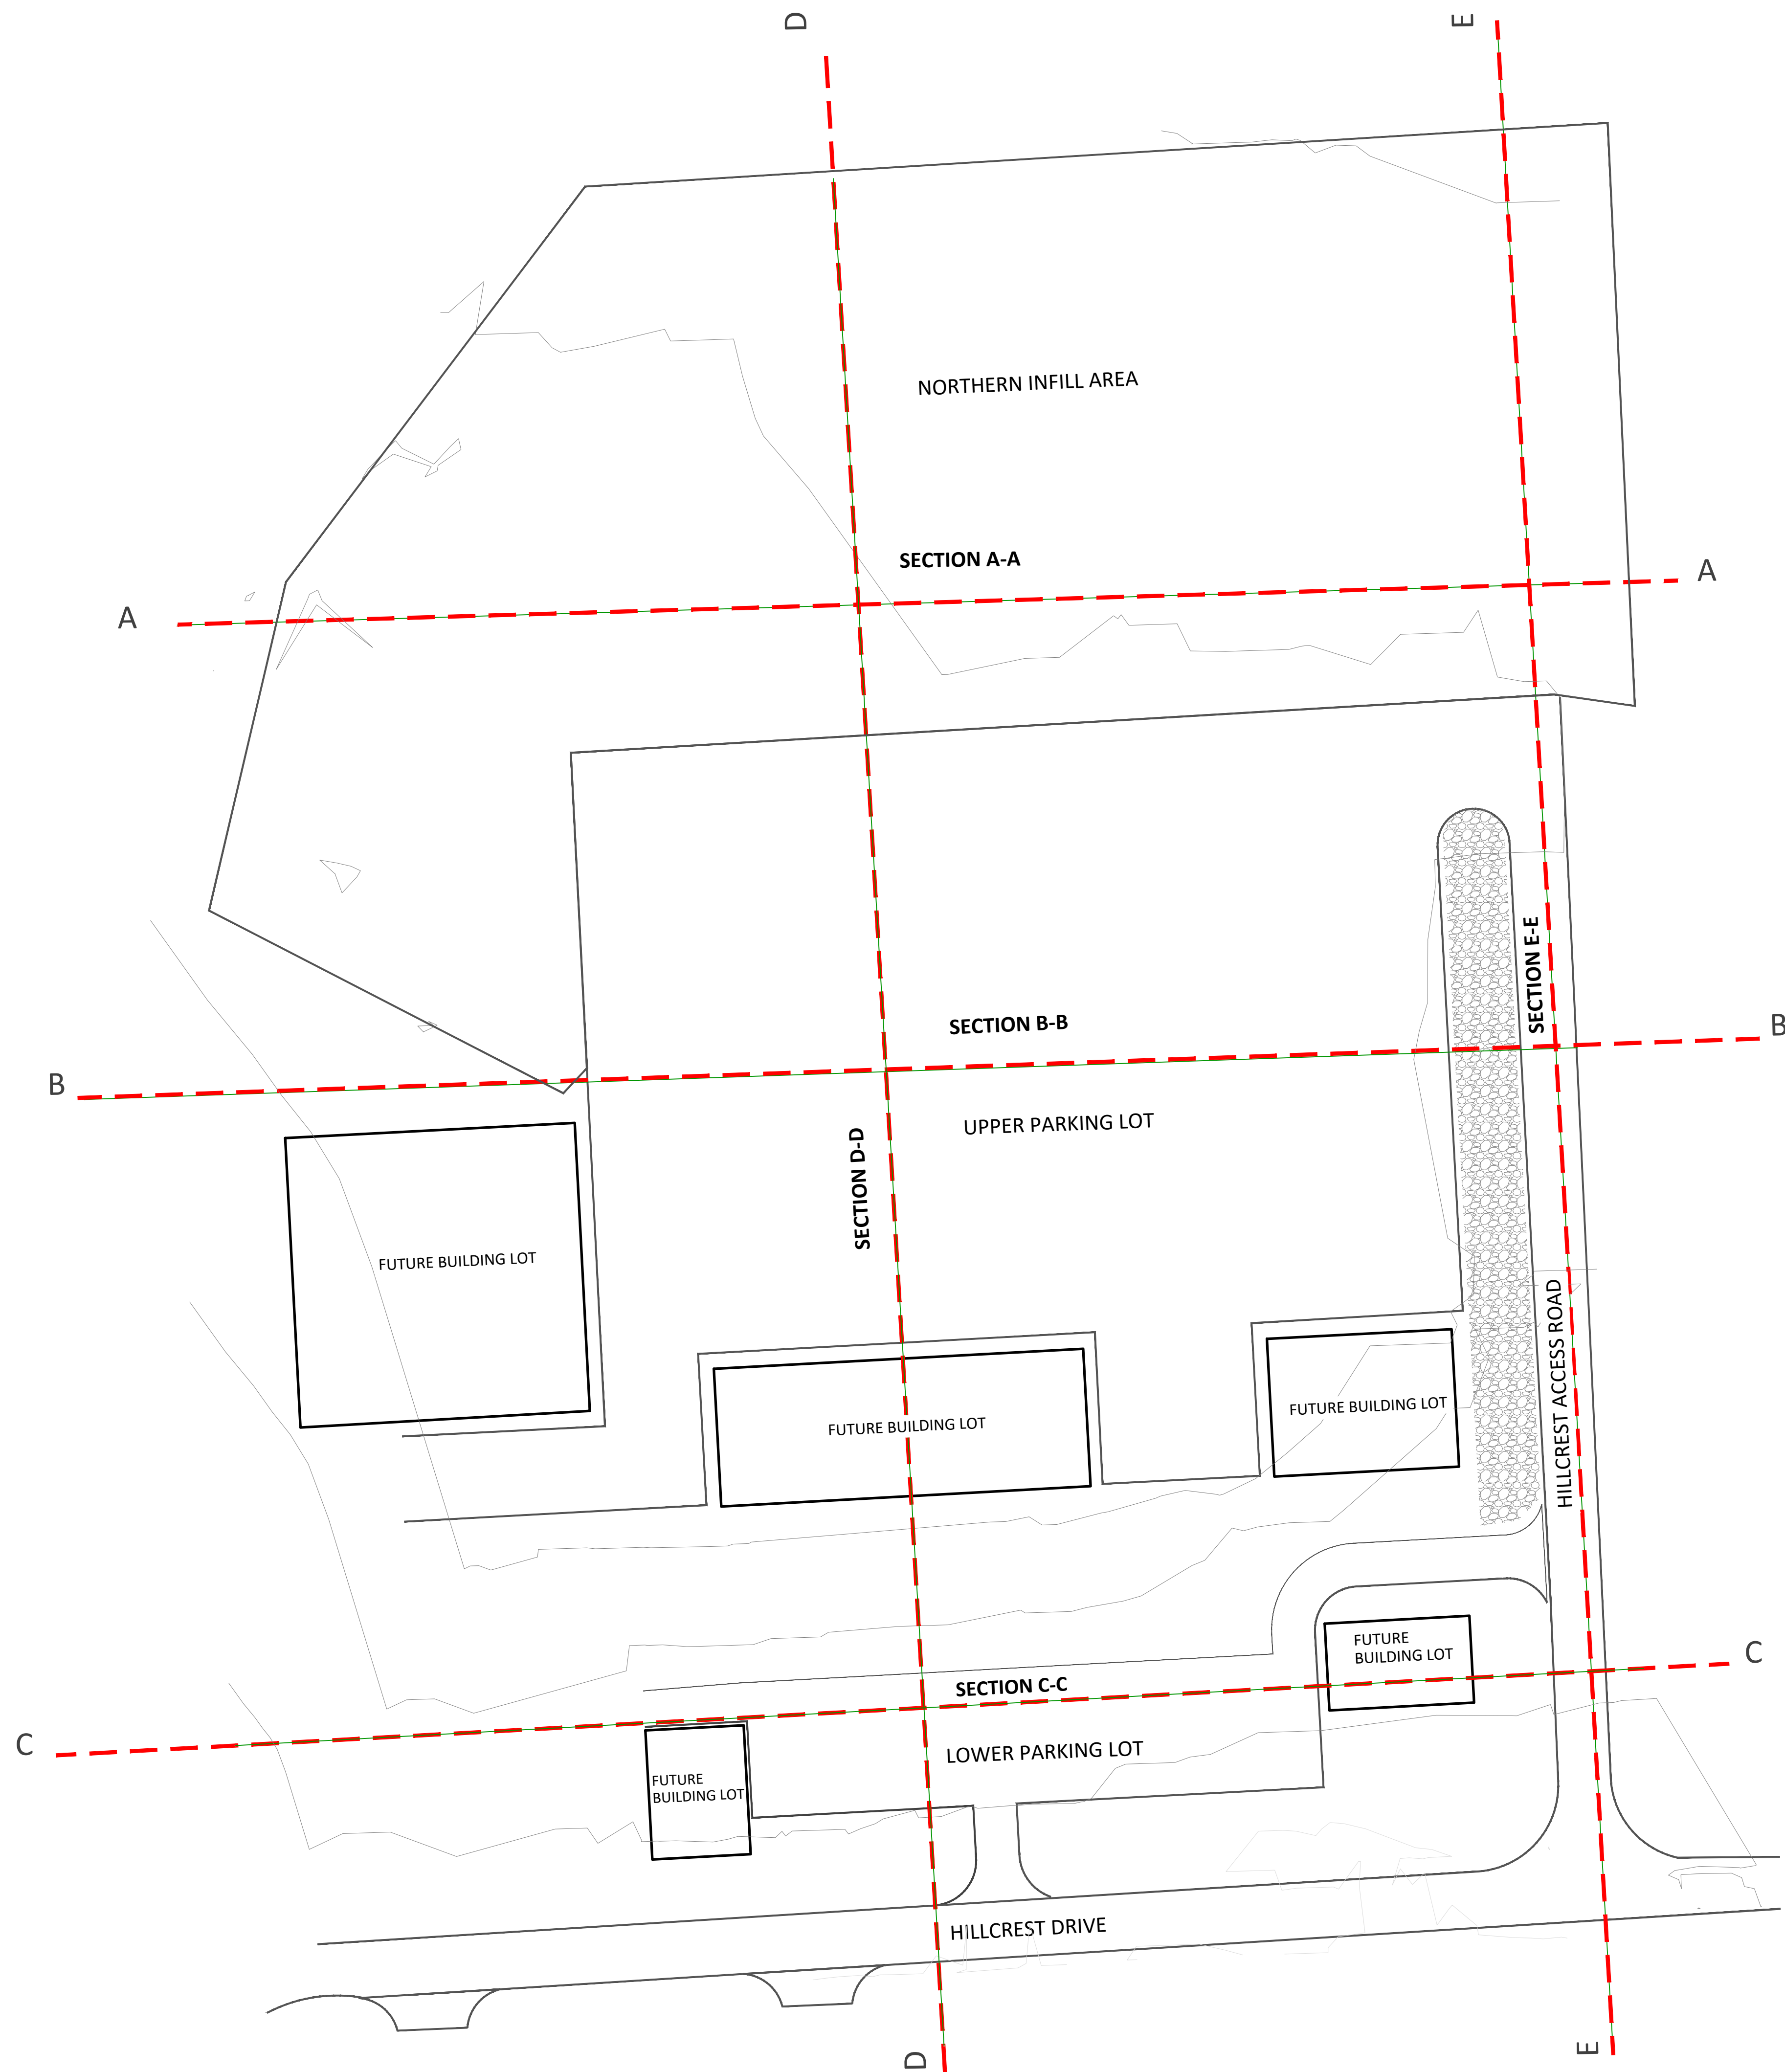 D
E
NORTHERN INFILL AREA
SECTION A-A
A
A
SECTION E-E
SECTION B-B
B
B
UPPER PARKING LOT
SECTION D-D
FUTURE BUILDING LOT
HILLCREST ACCESS ROAD
FUTURE BUILDING LOT
FUTURE BUILDING LOT
FUTURE
BUILDING LOT
C
SECTION C-C
C
LOWER PARKING LOT
FUTURE
BUILDING LOT
HILLCREST DRIVE
D
E